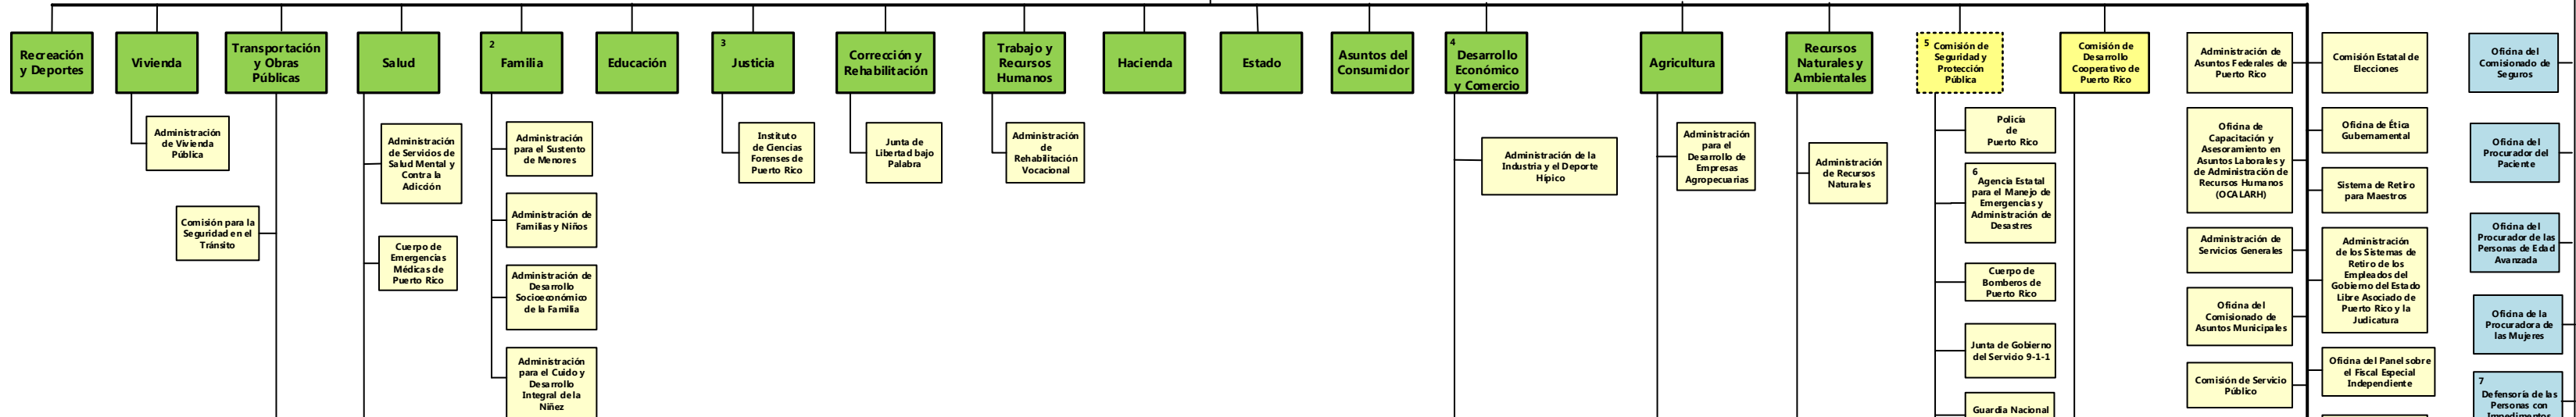 Recreación
y Deportes
Vivienda
Transportación
y Obras
Públicas
Salud
2
Familia
Educación
3
Justicia
Corrección y
Rehabilitación
Trabajo y
Recursos
Humanos
Hacienda
Estado
Asuntos del
Consumidor
4
Desarrollo
Económico
y Comercio
Agricultura
Recursos
Naturales y
Ambientales
5
Comisión de
Seguridad y
Protección
Pública
Comisión de
Desarrollo
Cooperativo de
Puerto Rico
Administración de
Asuntos Federales de
Puerto Rico
Comisión Estatal de
Elecciones
Oficina del
Comisionado de
Seguros
Administración
de Vivienda
Pública
Comisión para la
Seguridad en el
Tránsito
Administración
de Servicios de
Salud Mental y
Contra la
Adicción
Cuerpo de
Emergencias
Médicas de
Puerto Rico
Administración
para el Sustento
de Menores
Administración de
Familias y Niños
Administración de
Desarrollo
Socioeconómico
de la Familia
Administración
para el Cuido y
Desarrollo
Integral de la
Niñez
Instituto
de Ciencias
Forenses de
Puerto Rico
Junta de
Libertad bajo
Palabra
Administración
de
Rehabilitación
Vocacional
Administración de la
Industria y el Deporte
Hípico
Administración
para el
Desarrollo de
Empresas
Agropecuarias
Administración
de Recursos
Naturales
Policía
de
Puerto Rico
6
Agencia Estatal
para el Manejo de
Emergencias y
Administración de
Desastres
Cuerpo de
Bomberos de
Puerto Rico
Junta de Gobierno
del Servicio 9-1-1
Guardia Nacional
Oficina de
Capacitación y
Asesoramiento en
Asuntos Laborales y
de Administración de
Recursos Humanos
(OCALARH)
Administración de
Servicios Generales
Oficina del
Comisionado de
Asuntos Municipales
Comisión de Servicio
Público
Oficina de Ética
Gubernamental
Sistema de Retiro
para Maestros
Administración
de los Sistemas de
Retiro de los
Empleados del
Gobierno del Estado
Libre Asociado de
Puerto Rico y la
Judicatura
Oficina del Panel sobre
el Fiscal Especial
Independiente
Oficina del
Procurador del
Paciente
Oficina del
Procurador de las
Personas de Edad
Avanzada
Oficina de la
Procuradora de
las Mujeres
7
Defensoría de las
Personas con
Impedimentos